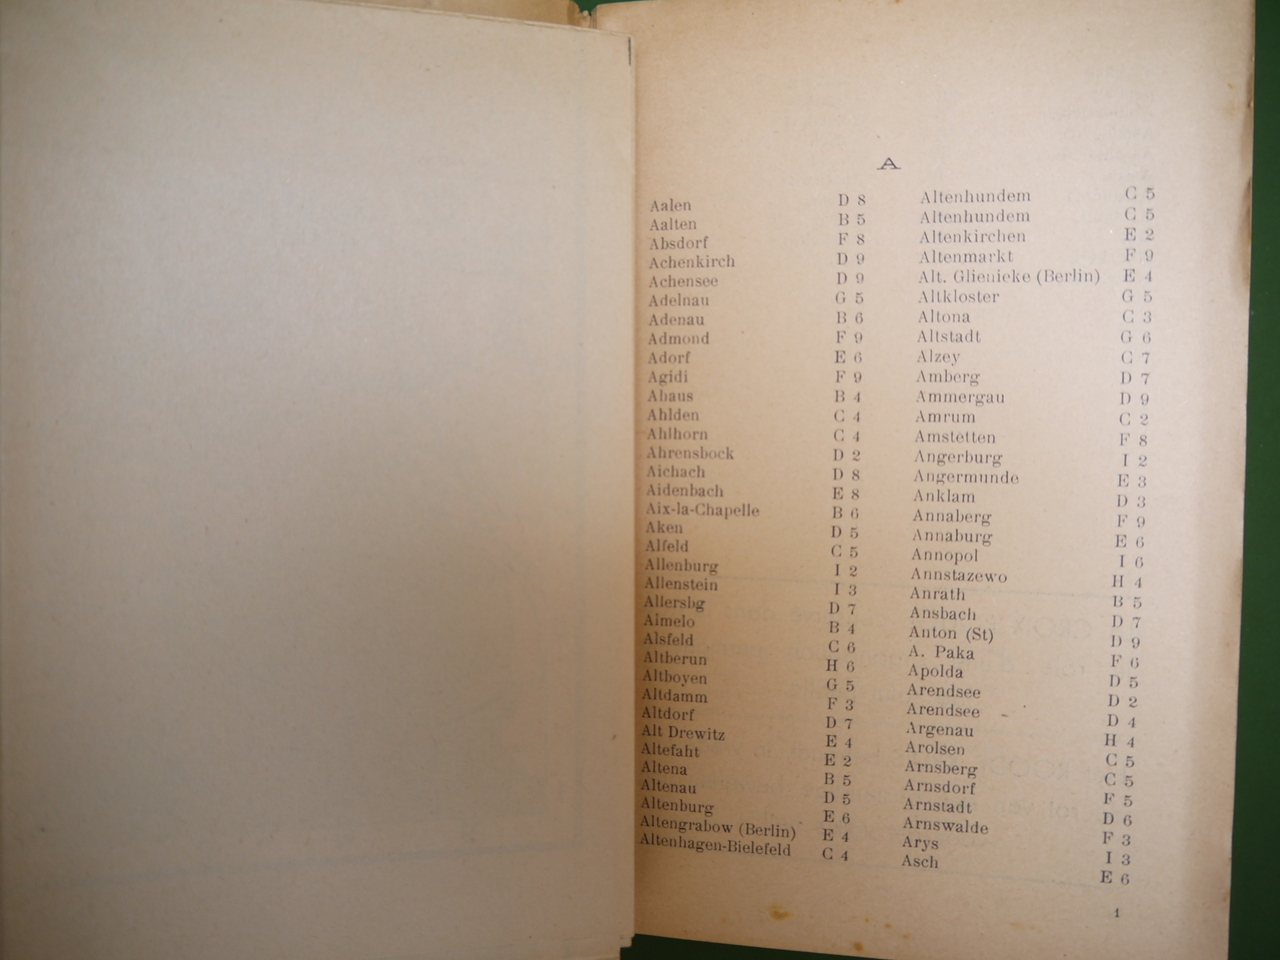 A
Aalen D 8
Aalten B 5
Absdorf F 8
Achenkirch D 9
Achensee D 9
Adelnau G 5
Adenau B 6
Admond F 9
Adorf E 6
Agidi F 9
Ahaus B 4
Ahlden C 4
Ahlhorn C 4
Ahrensbock D 2
Aichach D 8
Aidenbach E 8
Aix-la-Chapelle B 6
Aken D 5
Alfeld C 5
Allenburg I 2
Allenstein I 3
Allersbg D 7
Almelo B 4
Alsfeld C 6
Altberun H 6
Altboyen G 5
Altdamm F 3
Altdorf D 7
Alt Drewitz E 4
Altefaht E 2
Altena B 5
Altenau D 5
Altenburg E 6
Altengrabow (Berlin) E 4
Altenhagen-Bielefeld C 4
Altenhundem C 5
Altenhundem C 5
Altenkirchen E 2
Altenmarkt F 9
Alt. Glienicke (Berlin) E 4
Altkloster G 5
Altona C 3
Altstadt G 6
Alzey C 7
Amberg D 7
Ammergau D 9
Amrum C 2
Amstetten F 8
Angerburg I 2
Angermunde E 3
Anklam D 3
Annaberg F 9
Annaburg E 6
Annopol I 6
Annstazewo H 4
Anrath B 5
Ansbach D 7
Anton (St) D 9
A. Paka F 6
Apolda D 5
Arendsee D 2
Arendsee D 4
Argenau H 4
Arolsen C 5
Arnsberg C 5
Arnsdorf F 5
Arnstadt D 6
Arnswalde F 3
Arys I 3
Asch E 6
1